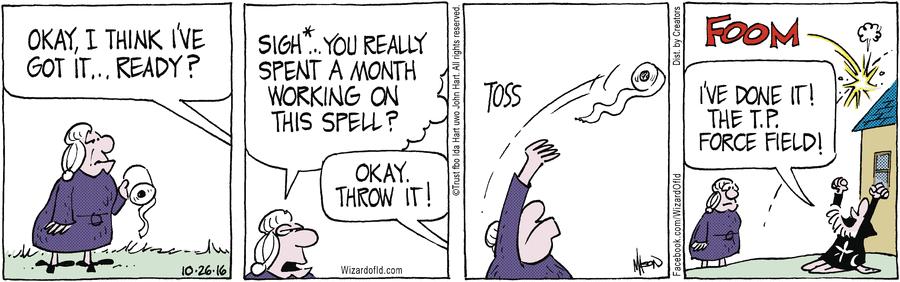 OKAY, I THINK I'VE
GOT IT... READY?
10·26·16
SIGH*...YOU REALLY
SPENT A MONTH
WORKING ON
THIS SPELL?
OKAY.
THROW IT!
WizardofId.com
©Trust fbo Ida Hart uwo John Hart. All rights reserved.
TOSS
MASON
Facebook.com/WizardOfId
Dist. by Creators
FOOM
I'VE DONE IT!
THE T.P.
FORCE FIELD!